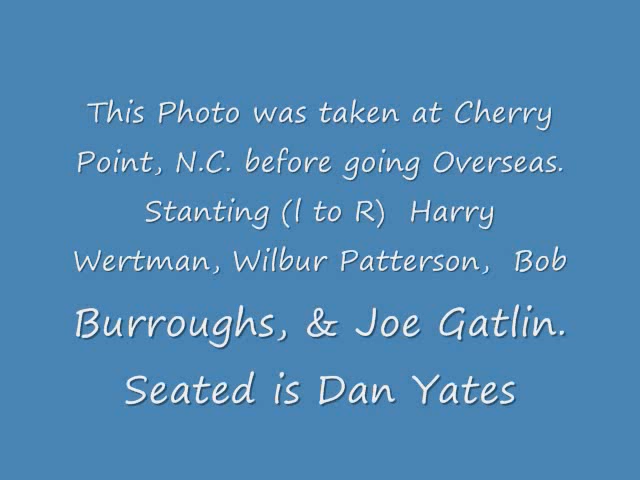 This Photo was taken at Cherry
Point, N.C. before going Overseas.
Stanting (l to R)  Harry
Wertman, Wilbur Patterson,  Bob
Burroughs, & Joe Gatlin.
Seated is Dan Yates